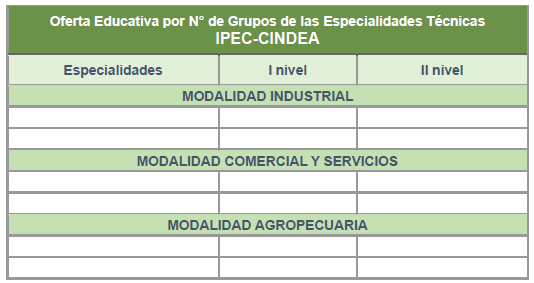 Oferta Educativa por N° de Grupos de las Especialidades Técnicas
IPEC-CINDEA
Especialidades I nivel II nivel
MODALIDAD INDUSTRIAL
MODALIDAD COMERCIAL Y SERVICIOS
MODALIDAD AGROPECUARIA